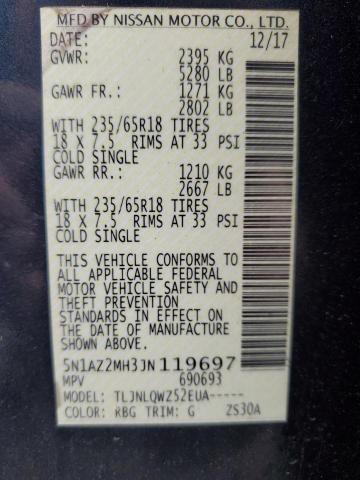 MFD BY NISSAN MOTOR CO., LTD.
DATE: 12/17
GVWR: 2395 KG
5280 LB
GAWR FR.: 1271 KG
2802 LB
WITH 235/65R18 TIRES
18 X 7.5 RIMS AT 33 PSI
COLD SINGLE
GAWR RR.: 1210 KG
2667 LB
WITH 235/65R18 TIRES
18 X 7.5 RIMS AT 33 PSI
COLD SINGLE
THIS VEHICLE CONFORMS TO
ALL APPLICABLE FEDERAL
MOTOR VEHICLE SAFETY AND
THEFT PREVENTION
STANDARDS IN EFFECT ON
THE DATE OF MANUFACTURE
SHOWN ABOVE.
5N1AZ2MH3JN119697
MPV 690693
TLJNLQWZ52EUA-----
COLOR: RBG TRIM: G ZS30A